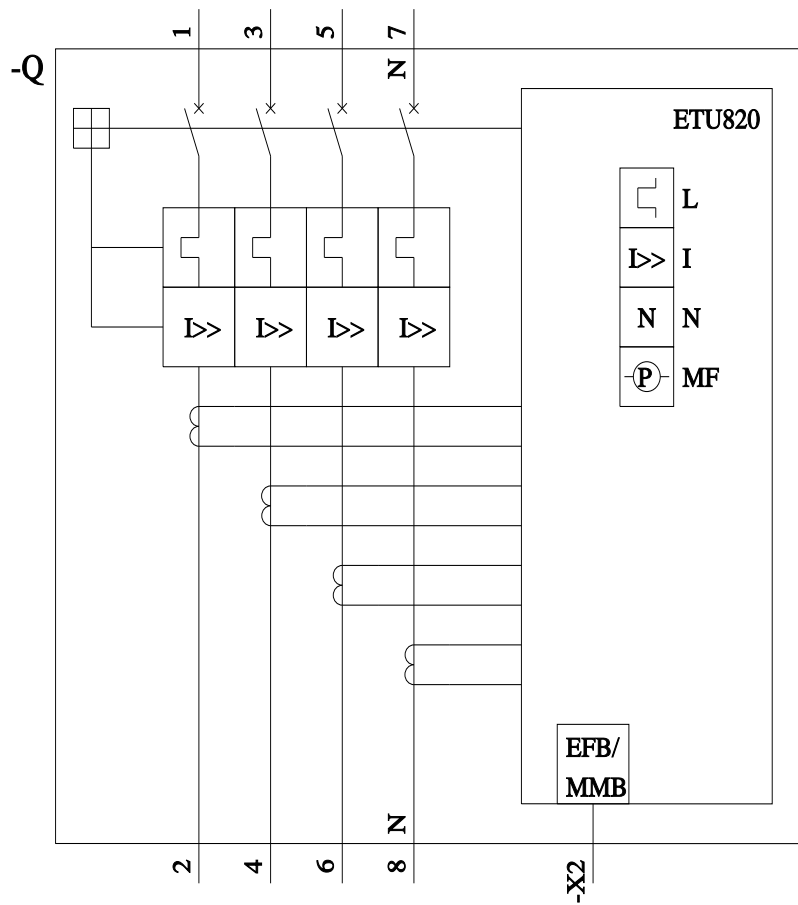 1 3 5 7
-Q
N
ETU820
L
I>> I
N N
P MF
I>> I>> I>> I>>
EFB/
MMB
N
2 4 6 8
-X2